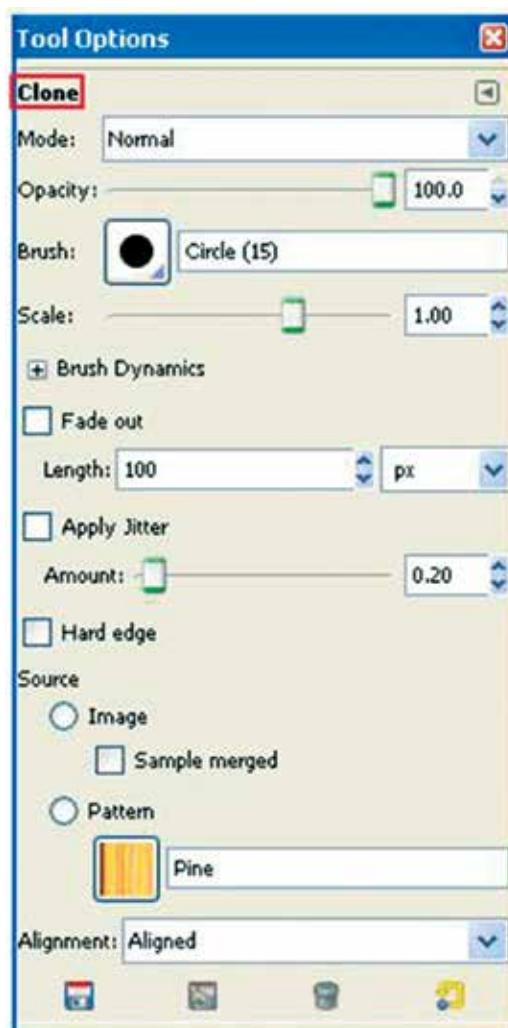 Tool Options
Clone
Mode: Normal
Opacity: 100.0
Brush: Circle (15)
Scale: 1.00
Brush Dynamics
Fade out
Length: 100 px
Apply Jitter
Amount: 0.20
Hard edge
Source
Image
Sample merged
Pattern
Pine
Alignment: Aligned